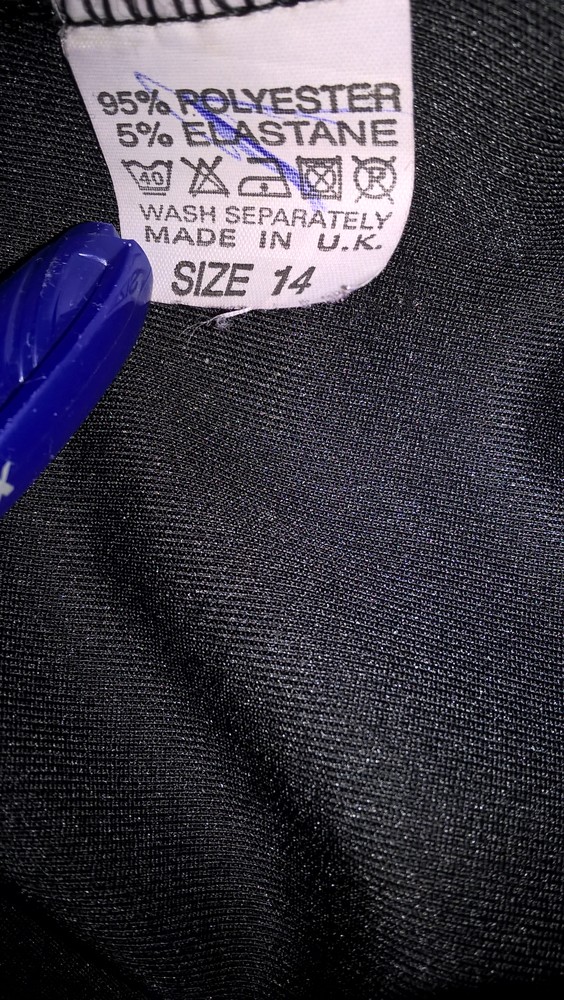 95% POLYESTER
5% ELASTANE
40 P
WASH SEPARATELY
MADE IN U.K.
SIZE 14